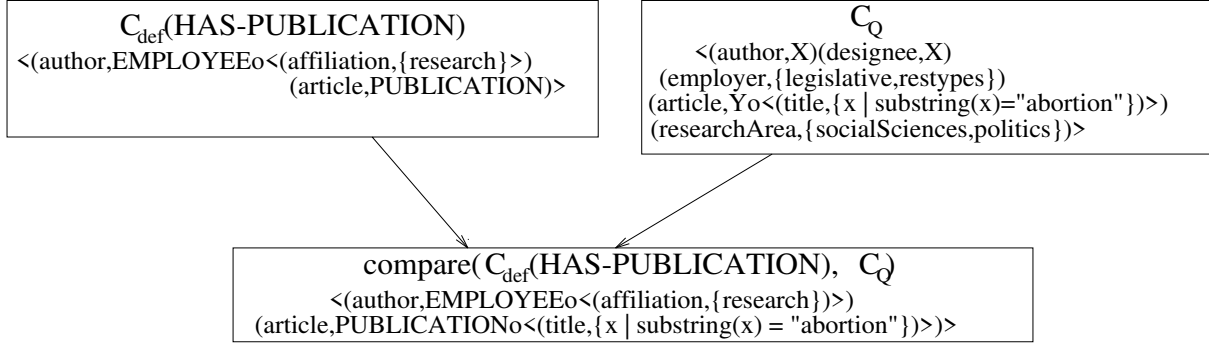 C_def(HAS-PUBLICATION)
<(author,EMPLOYEEo<(affiliation,{research}>)
(article,PUBLICATION)>
C_Q
<(author,X)(designee,X)
(employer,{legislative,restypes})
(article,Yo<(title,{x | substring(x)="abortion"})>)
(researchArea,{socialSciences,politics})>
compare( C_def(HAS-PUBLICATION), C_Q)
<(author,EMPLOYEEo<(affiliation,{research})>)
(article,PUBLICATIONo<(title,{x | substring(x) = "abortion"})>)>